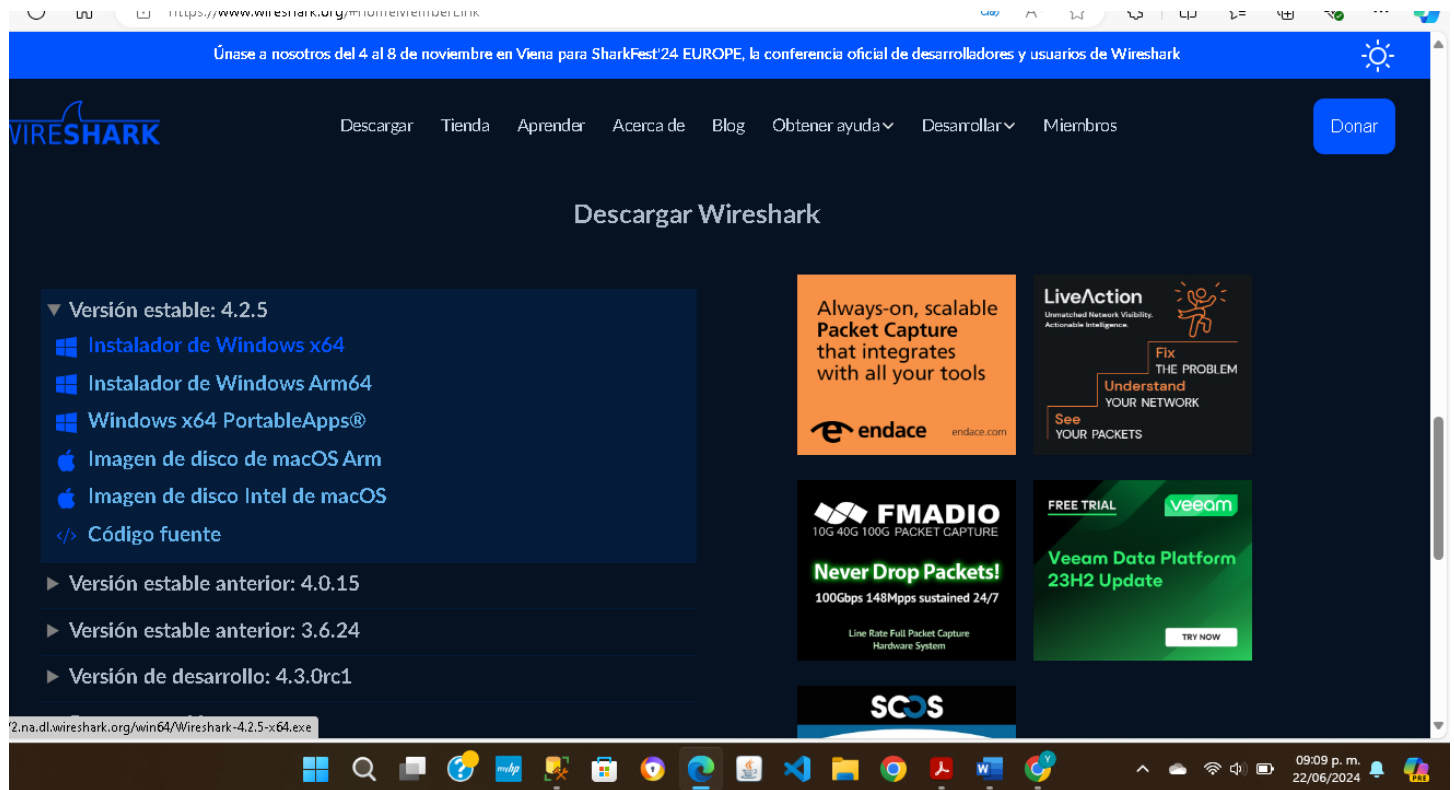 https://www.wireshark.org/#homeMemberLink
Únase a nosotros del 4 al 8 de noviembre en Viena para SharkFest'24 EUROPE, la conferencia oficial de desarrolladores y usuarios de Wireshark
WIRESHARK
Descargar Tienda Aprender Acerca de Blog Obtener ayuda Desarrollar Miembros Donar
Descargar Wireshark
Versión estable: 4.2.5
Instalador de Windows x64
Instalador de Windows Arm64
Windows x64 PortableApps®
Imagen de disco de macOS Arm
Imagen de disco Intel de macOS
</> Código fuente
Versión estable anterior: 4.0.15
Versión estable anterior: 3.6.24
Versión de desarrollo: 4.3.0rc1
Always-on, scalable
Packet Capture
that integrates
with all your tools
endace endace.com
LiveAction
Unmatched Network Visibility.
Actionable Intelligence.
Fix
THE PROBLEM
Understand
YOUR NETWORK
See
YOUR PACKETS
FMADIO
10G 40G 100G PACKET CAPTURE
Never Drop Packets!
100Gbps 148Mpps sustained 24/7
Line Rate Full Packet Capture
Hardware System
FREE TRIAL veeam
Veeam Data Platform
23H2 Update
TRY NOW
SCOS
2.na.dl.wireshark.org/win64/Wireshark-4.2.5-x64.exe
myhp
09:09 p. m.
22/06/2024
PRE